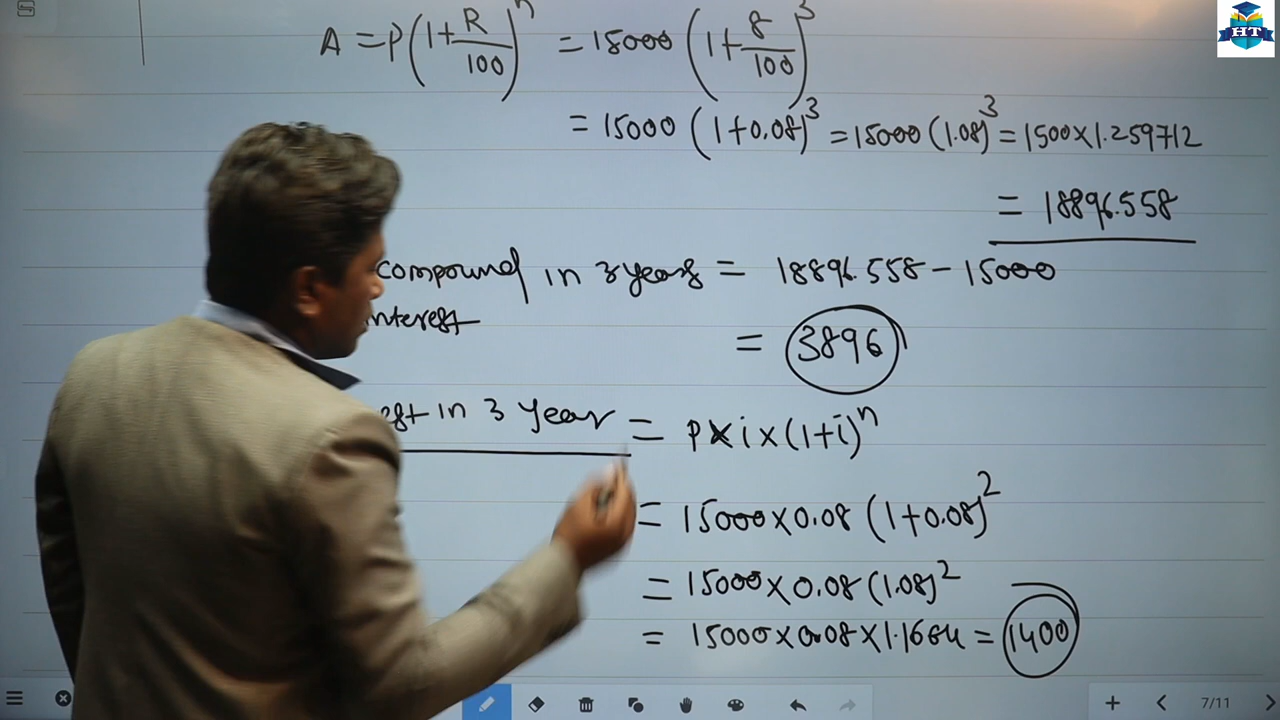 HT
A = P(1+R/100)^n = 15000 (1+8/100)^3
= 15000 (1+0.08)^3 = 15000 (1.08)^3 = 1500×1.259712
= 18896.558
compound in 3 years = 18896.558 - 15000
interest
= 3896
est in 3 year = P×i×(1+i)^n
= 15000×0.08 (1+0.08)^2
= 15000×0.08 (1.08)^2
= 15000×0.08×1.1664 = 1400
7/11